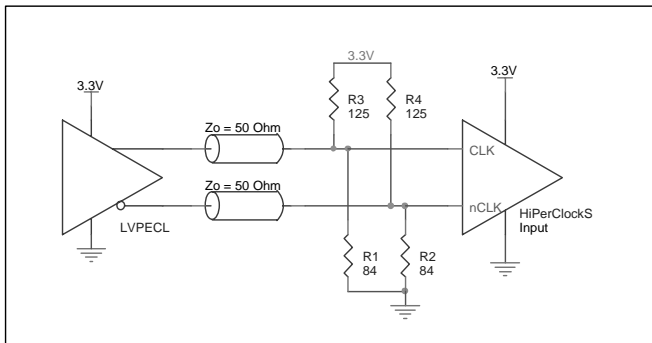 3.3V
3.3V
3.3V
R3
125
R4
125
Zo = 50 Ohm
CLK
Zo = 50 Ohm
nCLK
HiPerClockS
Input
LVPECL
R1
84
R2
84